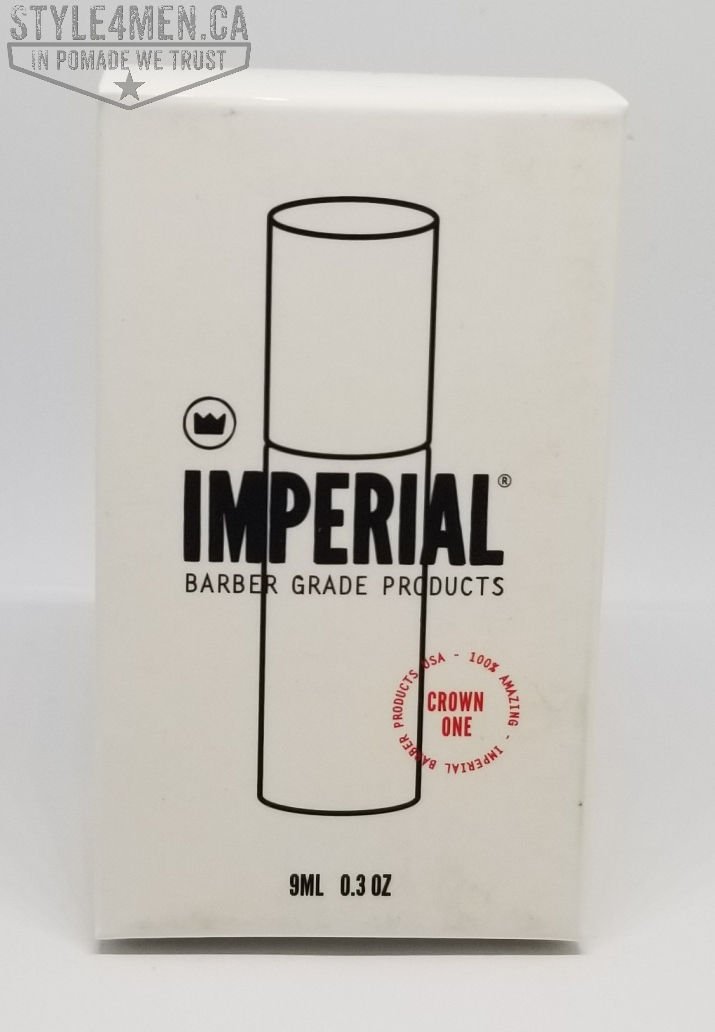 STYLE4MEN.CA
IN POMADE WE TRUST
IMPERIAL®
BARBER GRADE PRODUCTS
IMPERIAL BARBER PRODUCTS USA - 100% AMAZING -
CROWN
ONE
9ML 0.3 OZ